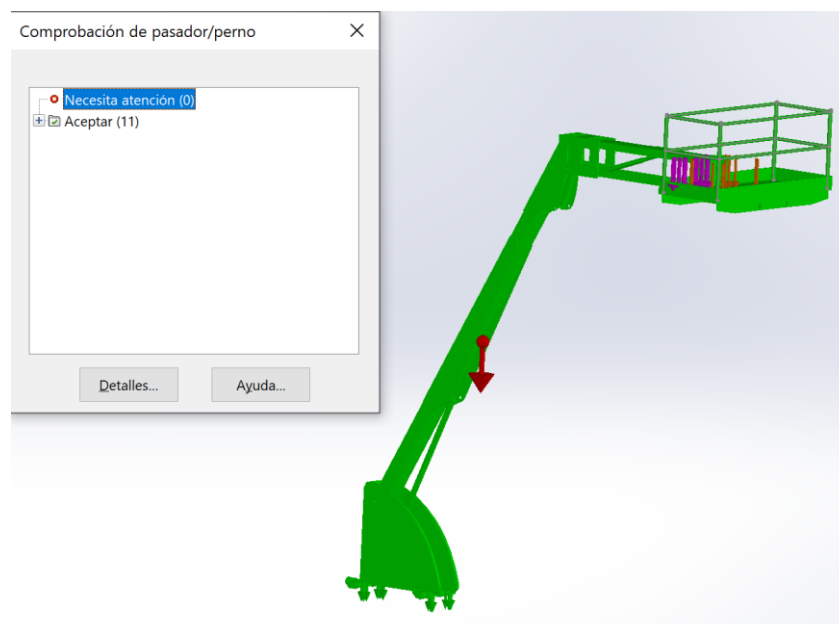 Comprobación de pasador/perno
Necesita atención (0)
Aceptar (11)
Detalles...
Ayuda...